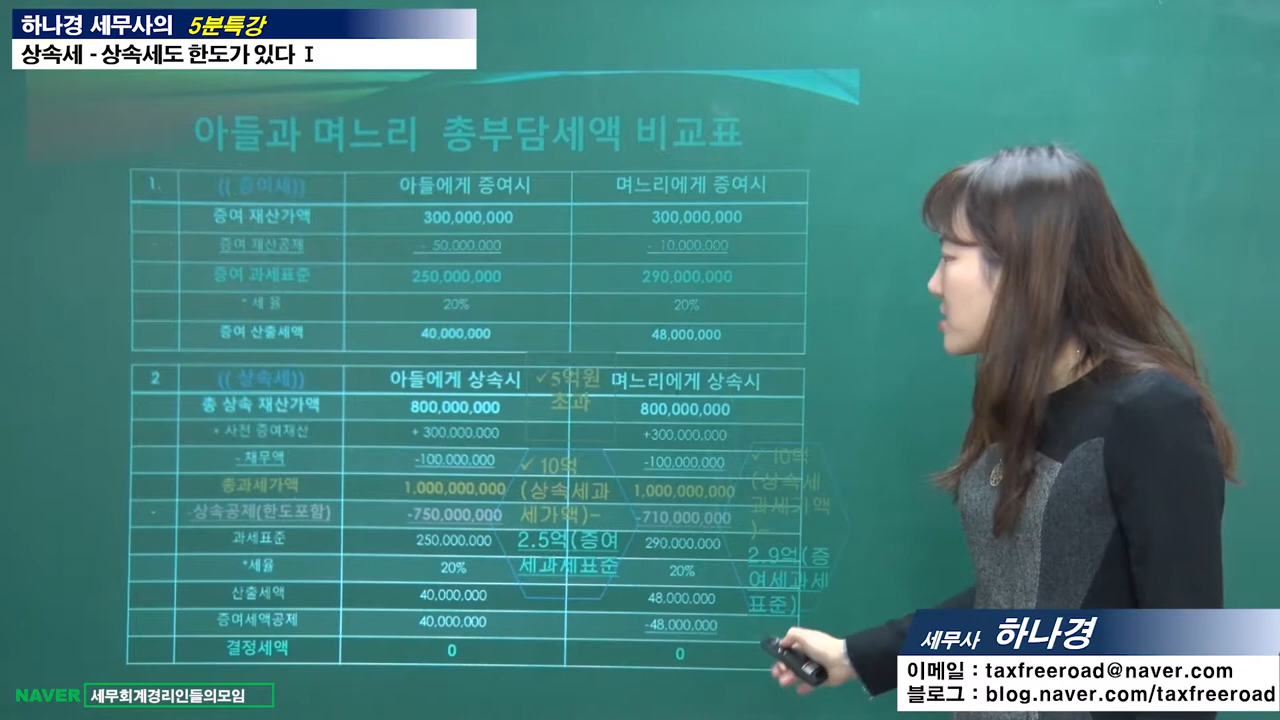 하나경 세무사의 5분특강
상속세 - 상속세도 한도가 있다 I
아들과 며느리 총부담세액 비교표
1. (( 증여세)) 아들에게 증여시 며느리에게 증여시
증여 재산가액 300,000,000 300,000,000
- 증여 재산공제 - 50,000,000 - 10,000,000
증여 과세표준 250,000,000 290,000,000
* 세 율 20% 20%
증여 산출세액 40,000,000 48,000,000
2 (( 상속세)) 아들에게 상속시 며느리에게 상속시
✓5억원
초과
총 상속 재산가액 800,000,000 800,000,000
+ 사전 증여재산 + 300,000,000 +300,000,000
- 채무액 -100,000,000 -100,000,000
총과세가액 1,000,000,000 1,000,000,000
- -상속공제(한도포함) -750,000,000 -710,000,000
과세표준 250,000,000 290,000,000
*세율 20% 20%
산출세액 40,000,000 48,000,000
증여세액공제 40,000,000 -48,000,000
결정세액 0 0
✓ 10억
(상속세과
세가액)-
2.5억(증여
세과세표준
✓ 10억
(상속세
과세가액
)-
2.9억(증
여세과세
표준)
세무사 하나경
이메일 : taxfreeroad@naver.com
블로그 : blog.naver.com/taxfreeroad
NAVER 세무회계경리인들의모임